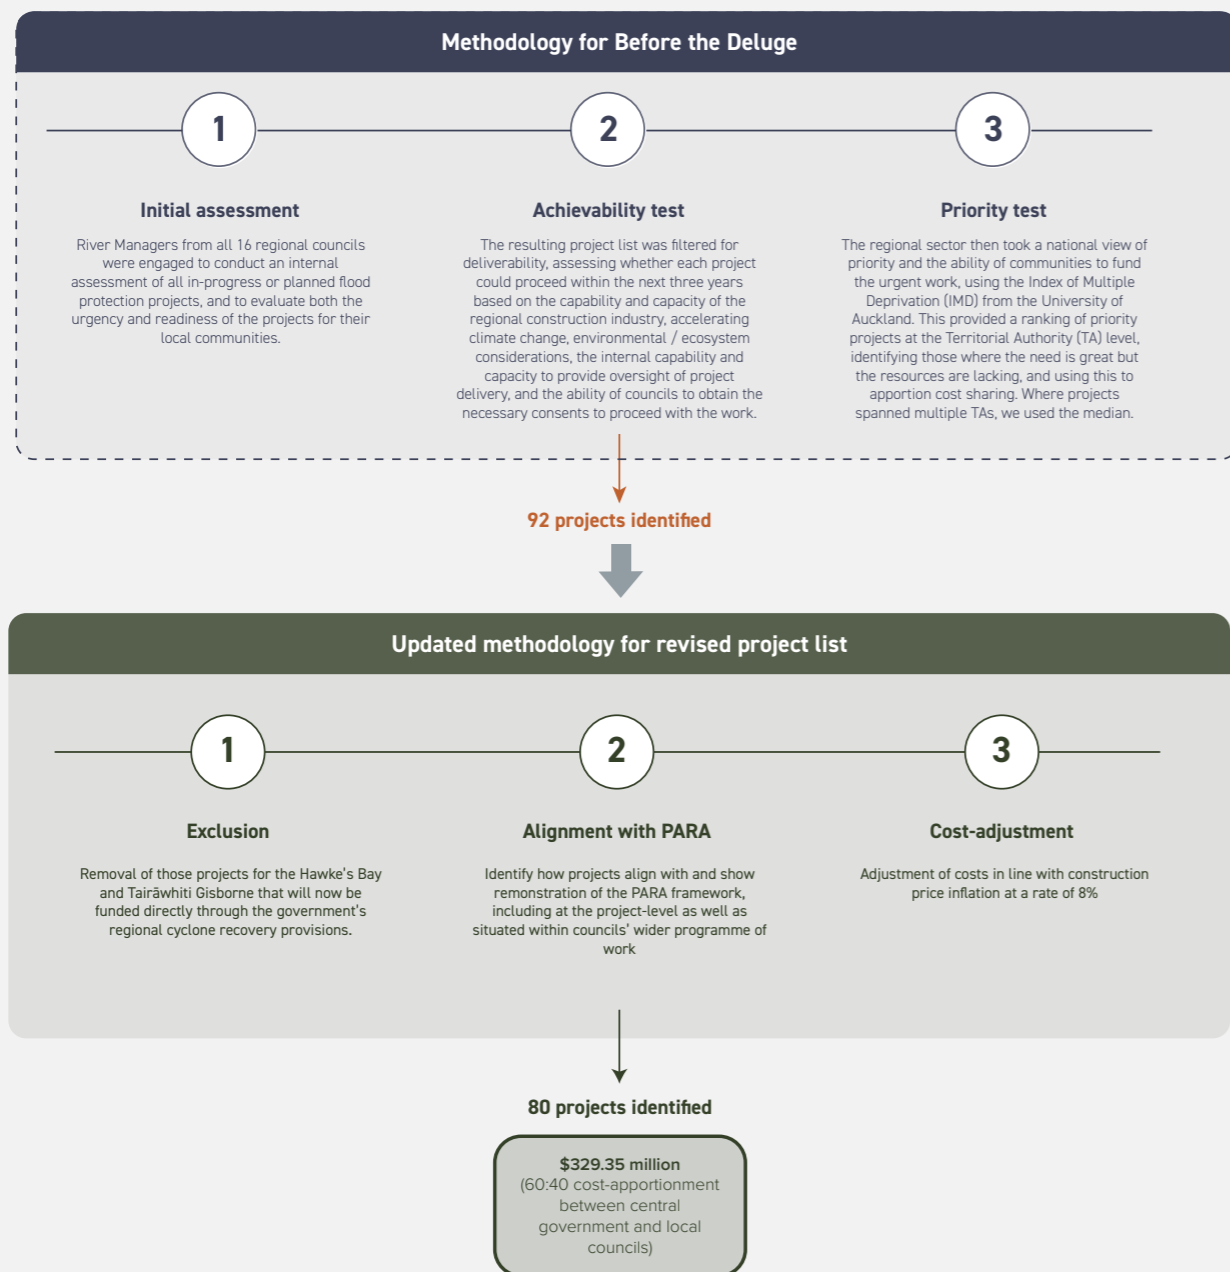 Methodology for Before the Deluge
1
2
3
Initial assessment
River Managers from all 16 regional councils
were engaged to conduct an internal
assessment of all in-progress or planned flood
protection projects, and to evaluate both the
urgency and readiness of the projects for their
local communities.
Achievability test
The resulting project list was filtered for
deliverability, assessing whether each project
could proceed within the next three years
based on the capability and capacity of the
regional construction industry, accelerating
climate change, environmental / ecosystem
considerations, the internal capability and
capacity to provide oversight of project
delivery, and the ability of councils to obtain the
necessary consents to proceed with the work.
Priority test
The regional sector then took a national view of
priority and the ability of communities to fund
the urgent work, using the Index of Multiple
Deprivation (IMD) from the University of
Auckland. This provided a ranking of priority
projects at the Territorial Authority (TA) level,
identifying those where the need is great but
the resources are lacking, and using this to
apportion cost sharing. Where projects
spanned multiple TAs, we used the median.
92 projects identified
Updated methodology for revised project list
1
2
3
Exclusion
Removal of those projects for the Hawke's Bay
and Tairāwhiti Gisborne that will now be
funded directly through the government's
regional cyclone recovery provisions.
Alignment with PARA
Identify how projects align with and show
remonstration of the PARA framework,
including at the project-level as well as
situated within councils' wider programme of
work
Cost-adjustment
Adjustment of costs in line with construction
price inflation at a rate of 8%
80 projects identified
$329.35 million
(60:40 cost-apportionment
between central
government and local
councils)